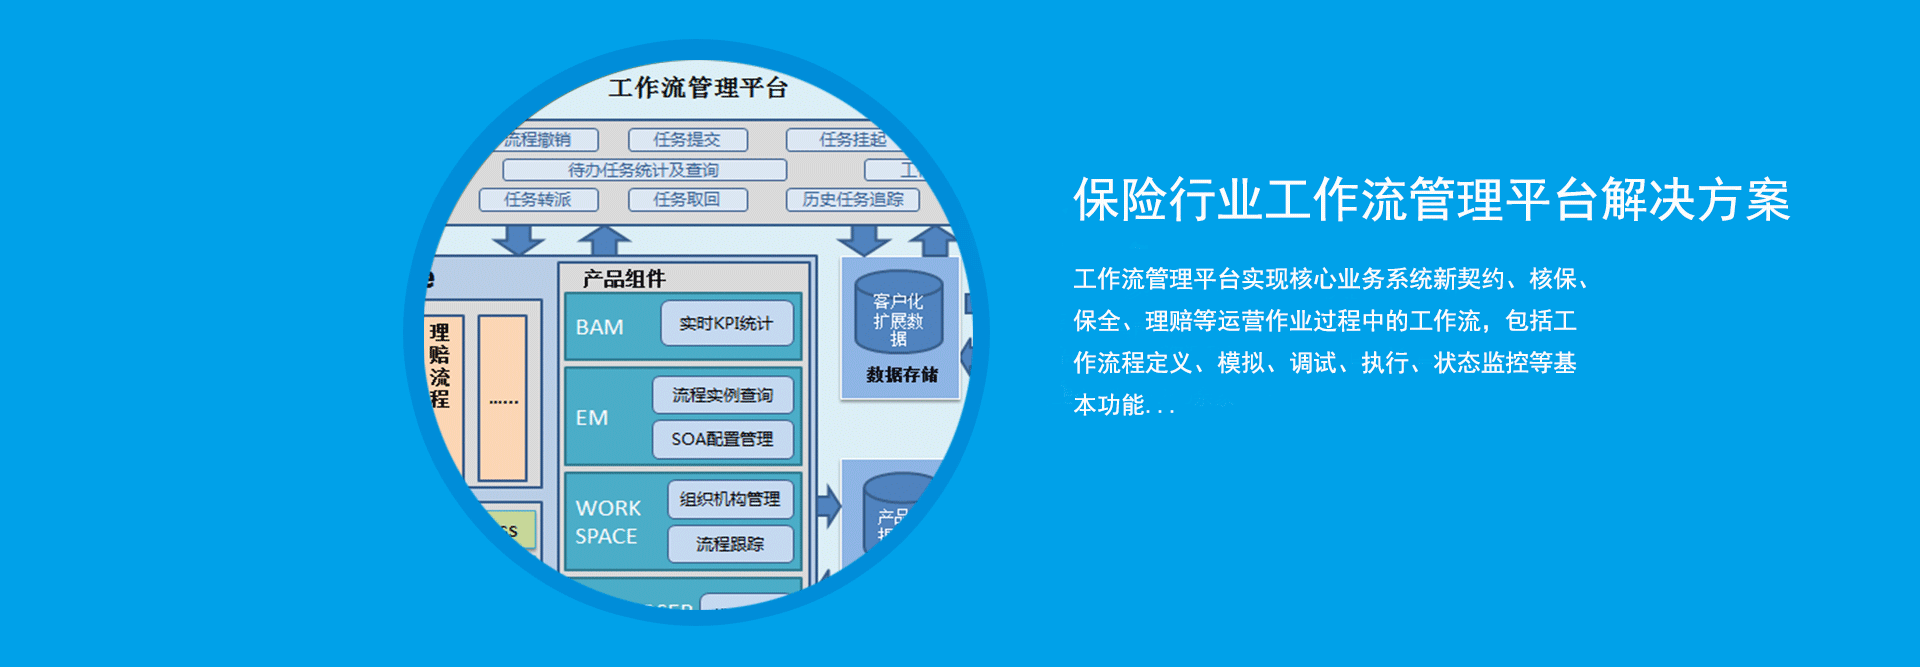 工作流管理平台
流程撤销 任务提交 任务挂起
待办任务统计及查询
任务转派 任务取回 历史任务追踪
产品组件
BAM 实时KPI统计
EM 流程实例查询
SOA配置管理
WORK SPACE 组织机构管理
流程跟踪
理赔流程
......
客户化扩展数据
数据存储
产品
保险行业工作流管理平台解决方案
工作流管理平台实现核心业务系统新契约、核保、
保全、理赔等运营作业过程中的工作流，包括工
作流程定义、模拟、调试、执行、状态监控等基
本功能...